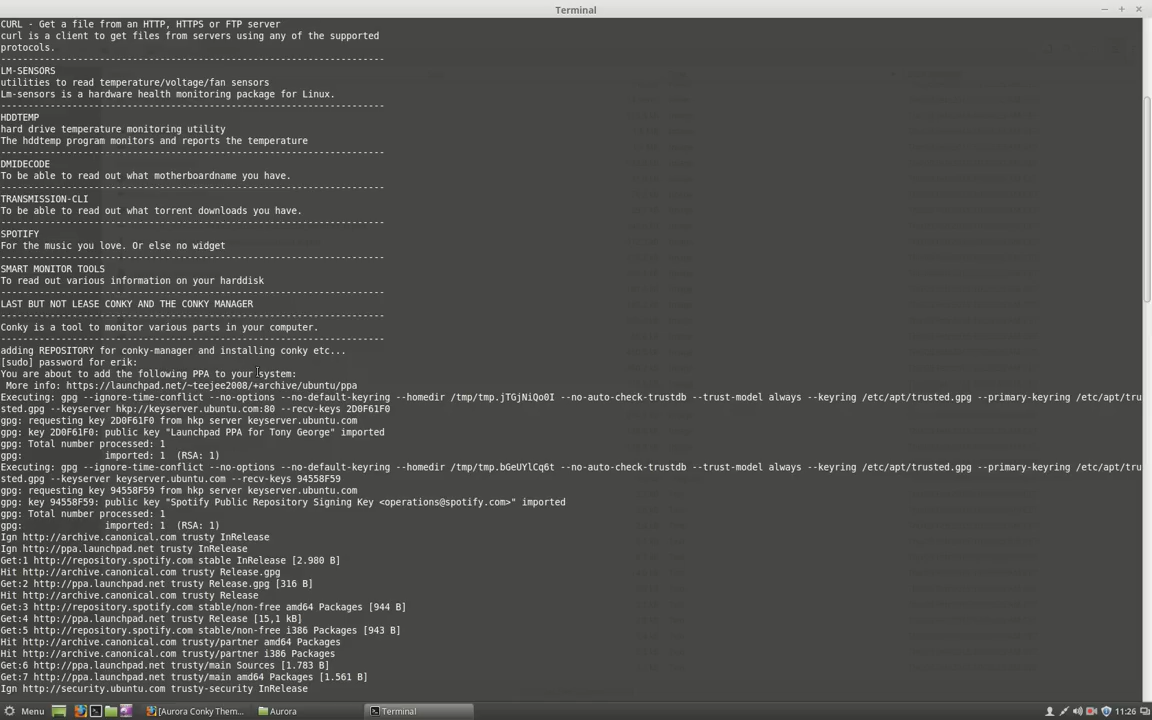 Terminal
CURL - Get a file from an HTTP, HTTPS or FTP server
curl is a client to get files from servers using any of the supported
protocols.
---------------------------------------------------------------------
LM-SENSORS
utilities to read temperature/voltage/fan sensors
Lm-sensors is a hardware health monitoring package for Linux.
---------------------------------------------------------------------
HDDTEMP
hard drive temperature monitoring utility
The hddtemp program monitors and reports the temperature
---------------------------------------------------------------------
DMIDECODE
To be able to read out what motherboardname you have.
---------------------------------------------------------------------
TRANSMISSION-CLI
To be able to read out what torrent downloads you have.
---------------------------------------------------------------------
SPOTIFY
For the music you love. Or else no widget
---------------------------------------------------------------------
SMART MONITOR TOOLS
To read out various information on your harddisk
---------------------------------------------------------------------
LAST BUT NOT LEASE CONKY AND THE CONKY MANAGER
---------------------------------------------------------------------
Conky is a tool to monitor various parts in your computer.
---------------------------------------------------------------------
adding REPOSITORY for conky-manager and installing conky etc...
[sudo] password for erik:
You are about to add the following PPA to your system:
 More info: https://launchpad.net/~teejee2008/+archive/ubuntu/ppa
Executing: gpg --ignore-time-conflict --no-options --no-default-keyring --homedir /tmp/tmp.jTGjNiQo0I --no-auto-check-trustdb --trust-model always --keyring /etc/apt/trusted.gpg --primary-keyring /etc/apt/tru
sted.gpg --keyserver hkp://keyserver.ubuntu.com:80 --recv-keys 2D0F61F0
gpg: requesting key 2D0F61F0 from hkp server keyserver.ubuntu.com
gpg: key 2D0F61F0: public key "Launchpad PPA for Tony George" imported
gpg: Total number processed: 1
gpg:               imported: 1  (RSA: 1)
Executing: gpg --ignore-time-conflict --no-options --no-default-keyring --homedir /tmp/tmp.bGeUYlCq6t --no-auto-check-trustdb --trust-model always --keyring /etc/apt/trusted.gpg --primary-keyring /etc/apt/tru
sted.gpg --keyserver keyserver.ubuntu.com --recv-keys 94558F59
gpg: requesting key 94558F59 from hkp server keyserver.ubuntu.com
gpg: key 94558F59: public key "Spotify Public Repository Signing Key <operations@spotify.com>" imported
gpg: Total number processed: 1
gpg:               imported: 1  (RSA: 1)
Ign http://archive.canonical.com trusty InRelease
Ign http://ppa.launchpad.net trusty InRelease
Get:1 http://repository.spotify.com stable InRelease [2.980 B]
Hit http://archive.canonical.com trusty Release.gpg
Get:2 http://ppa.launchpad.net trusty Release.gpg [316 B]
Hit http://archive.canonical.com trusty Release
Get:3 http://repository.spotify.com stable/non-free amd64 Packages [944 B]
Get:4 http://ppa.launchpad.net trusty Release [15,1 kB]
Get:5 http://repository.spotify.com stable/non-free i386 Packages [943 B]
Hit http://archive.canonical.com trusty/partner amd64 Packages
Hit http://archive.canonical.com trusty/partner i386 Packages
Get:6 http://ppa.launchpad.net trusty/main Sources [1.783 B]
Get:7 http://ppa.launchpad.net trusty/main amd64 Packages [1.561 B]
Ign http://security.ubuntu.com trusty-security InRelease
Menu [Aurora Conky Them... Aurora Terminal 11:26